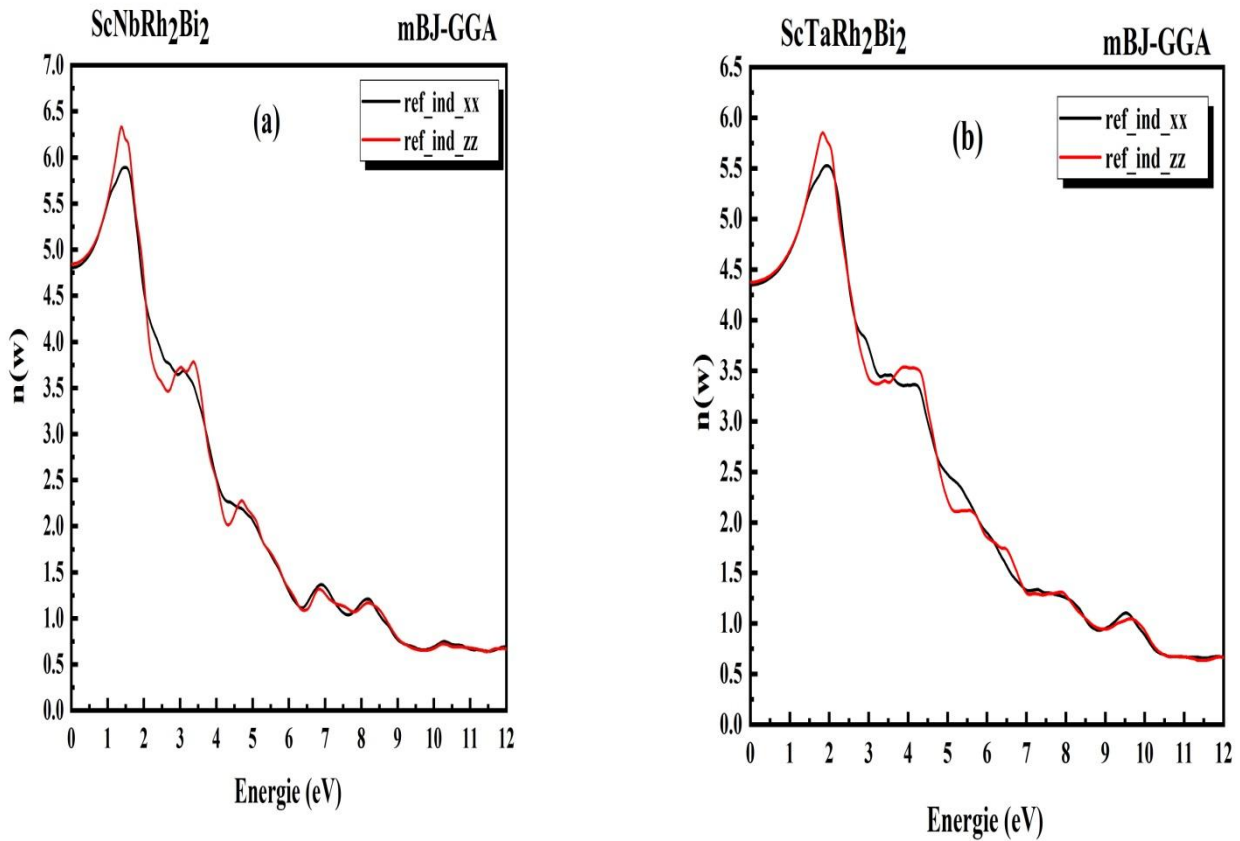 ScNbRh₂Bi₂ mBJ-GGA
(a)
ref_ind_xx
ref_ind_zz
7.0
6.5
6.0
5.5
5.0
4.5
4.0
3.5
3.0
2.5
2.0
1.5
1.0
0.5
0.0
n(w)
0 1 2 3 4 5 6 7 8 9 10 11 12
Energie (eV)
ScTaRh₂Bi₂ mBJ-GGA
(b)
ref_ind_xx
ref_ind_zz
6.5
6.0
5.5
5.0
4.5
4.0
3.5
3.0
2.5
2.0
1.5
1.0
0.5
0.0
n(w)
0 1 2 3 4 5 6 7 8 9 10 11 12
Energie (eV)